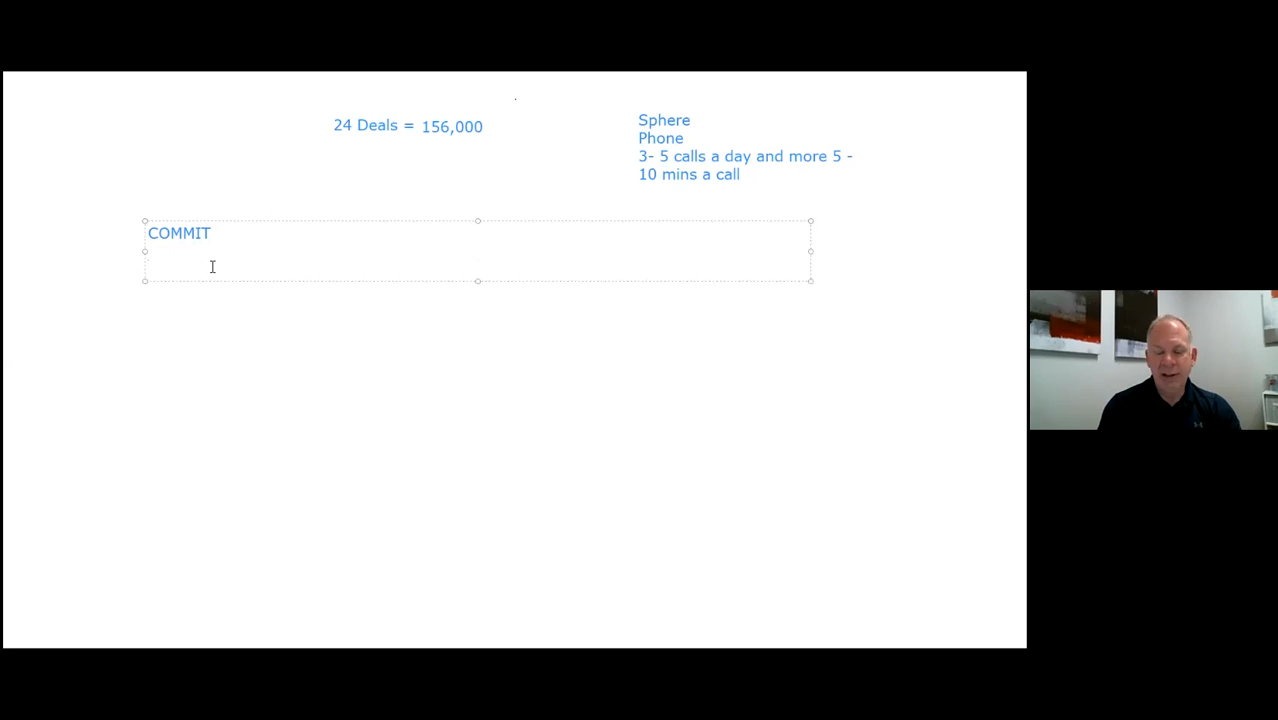 24 Deals = 156,000
Sphere
Phone
3- 5 calls a day and more 5 -
10 mins a call
COMMIT